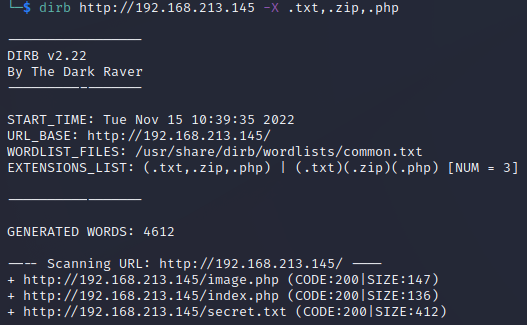 └─$ dirb http://192.168.213.145 -X .txt,.zip,.php
-----------------
DIRB v2.22
By The Dark Raver
-----------------
START_TIME: Tue Nov 15 10:39:35 2022
URL_BASE: http://192.168.213.145/
WORDLIST_FILES: /usr/share/dirb/wordlists/common.txt
EXTENSIONS_LIST: (.txt,.zip,.php) | (.txt)(.zip)(.php) [NUM = 3]
-----------------
GENERATED WORDS: 4612
---- Scanning URL: http://192.168.213.145/ ----
+ http://192.168.213.145/image.php (CODE:200|SIZE:147)
+ http://192.168.213.145/index.php (CODE:200|SIZE:136)
+ http://192.168.213.145/secret.txt (CODE:200|SIZE:412)